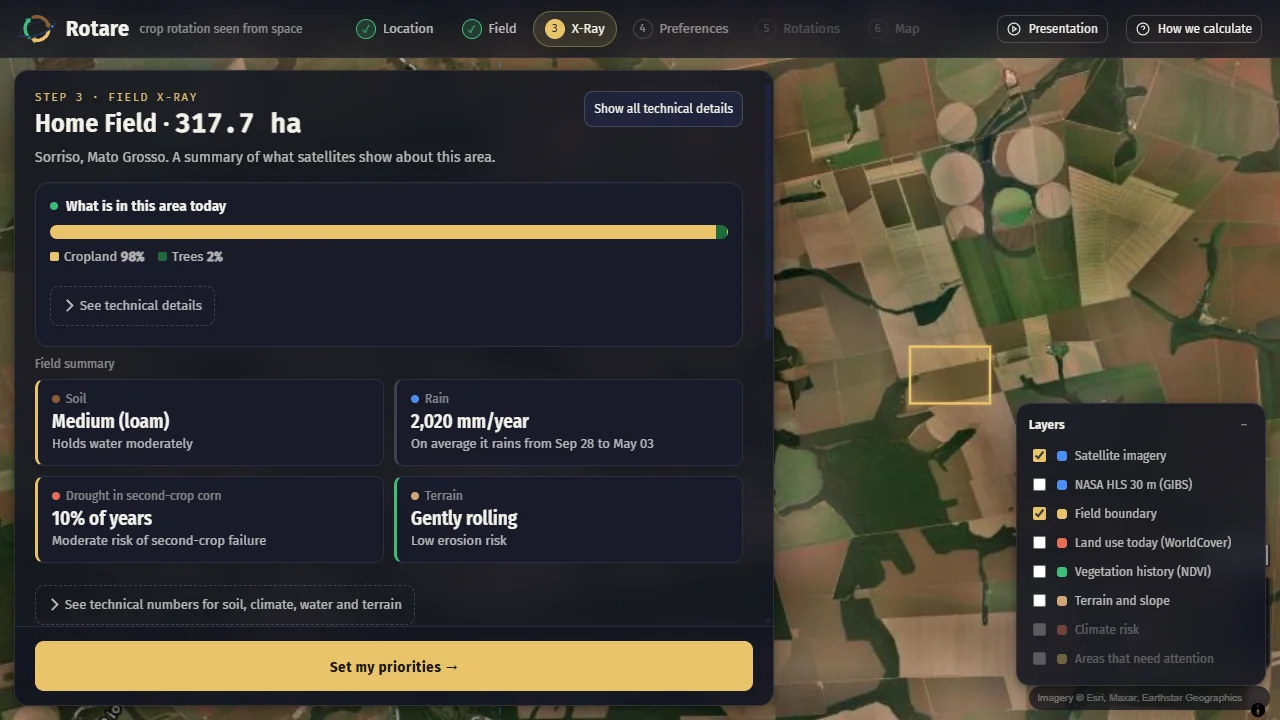 Rotare crop rotation seen from space
✓ Location ✓ Field 3 X-Ray 4 Preferences 5 Rotations 6 Map
Presentation How we calculate
STEP 3 · FIELD X-RAY
Home Field · 317.7 ha
Show all technical details
Sorriso, Mato Grosso. A summary of what satellites show about this area.
What is in this area today
Cropland 98% Trees 2%
See technical details
Field summary
Soil
Medium (loam)
Holds water moderately
Rain
2,020 mm/year
On average it rains from Sep 28 to May 03
Drought in second-crop corn
10% of years
Moderate risk of second-crop failure
Terrain
Gently rolling
Low erosion risk
See technical numbers for soil, climate, water and terrain
Set my priorities →
Layers −
Satellite imagery
NASA HLS 30 m (GIBS)
Field boundary
Land use today (WorldCover)
Vegetation history (NDVI)
Terrain and slope
Climate risk
Areas that need attention
Imagery © Esri, Maxar, Earthstar Geographics